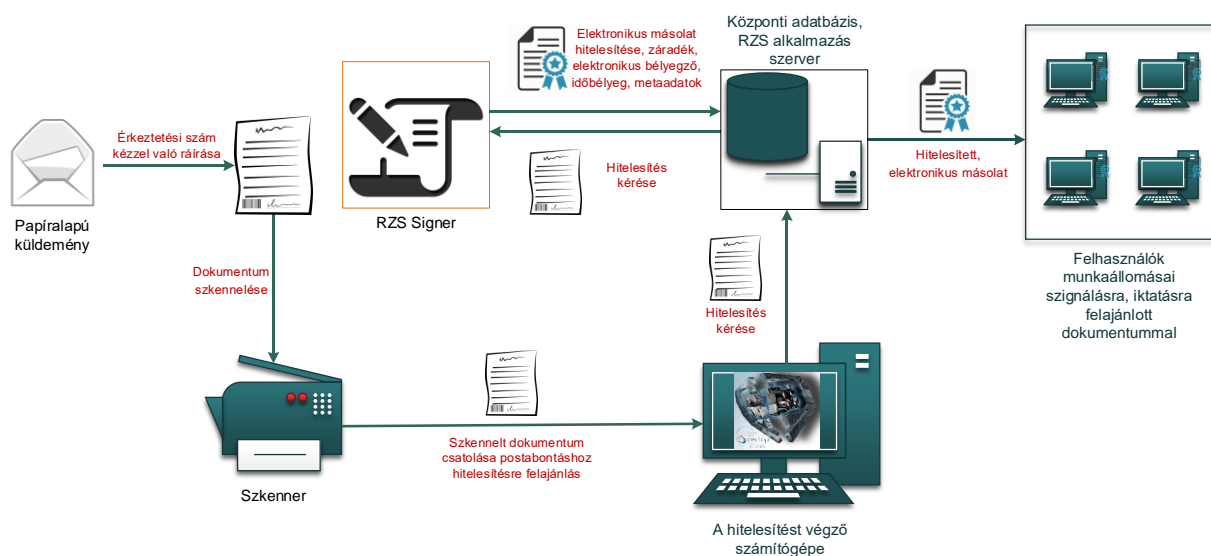 Elektronikus másolat
hitelesítése, záradék,
elektronikus bélyegző,
időbélyeg, metaadatok
Központi adatbázis,
RZS alkalmazás
szerver
Érkeztetési szám
kézzel való ráírása
Papíralapú
küldemény
RZS Signer
Hitelesítés
kérése
Hitelesített,
elektronikus másolat
Dokumentum
szkennelése
Hitelesítés
kérése
Felhasználók
munkaállomásai
szignálásra, iktatásra
felajánlott
dokumentummal
Szkenner
Szkennelt dokumentum
csatolása postabontáshoz
hitelesítésre felajánlás
A hitelesítést végző
számítógépe